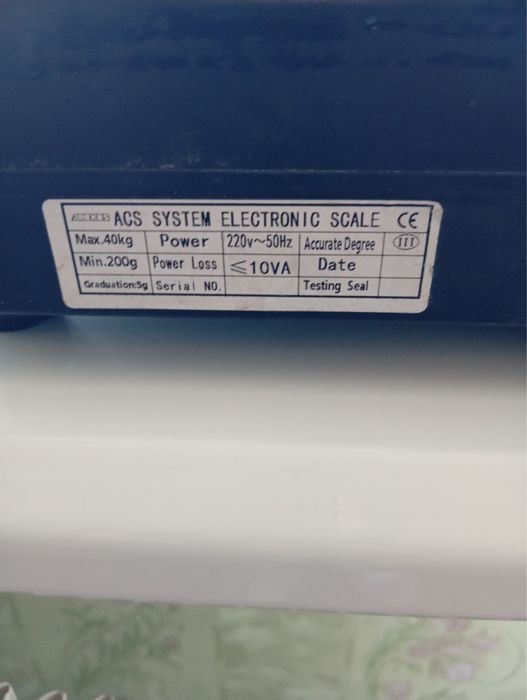 ACS SYSTEM ELECTRONIC SCALE CE
Max.40kg Power 220v~50Hz Accurate Degree III
Min.200g Power Loss ≤10VA Date
Graduation:5g Serial NO. Testing Seal